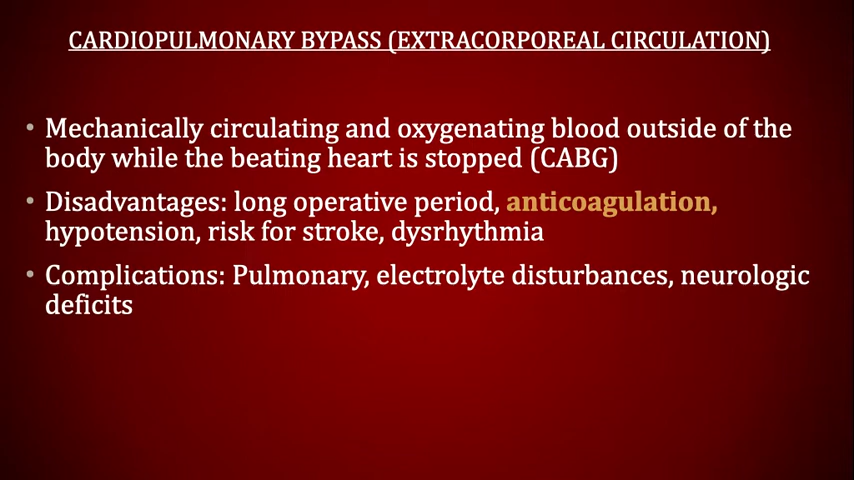 CARDIOPULMONARY BYPASS (EXTRACORPOREAL CIRCULATION)
• Mechanically circulating and oxygenating blood outside of the
body while the beating heart is stopped (CABG)
• Disadvantages: long operative period, anticoagulation,
hypotension, risk for stroke, dysrhythmia
• Complications: Pulmonary, electrolyte disturbances, neurologic
deficits